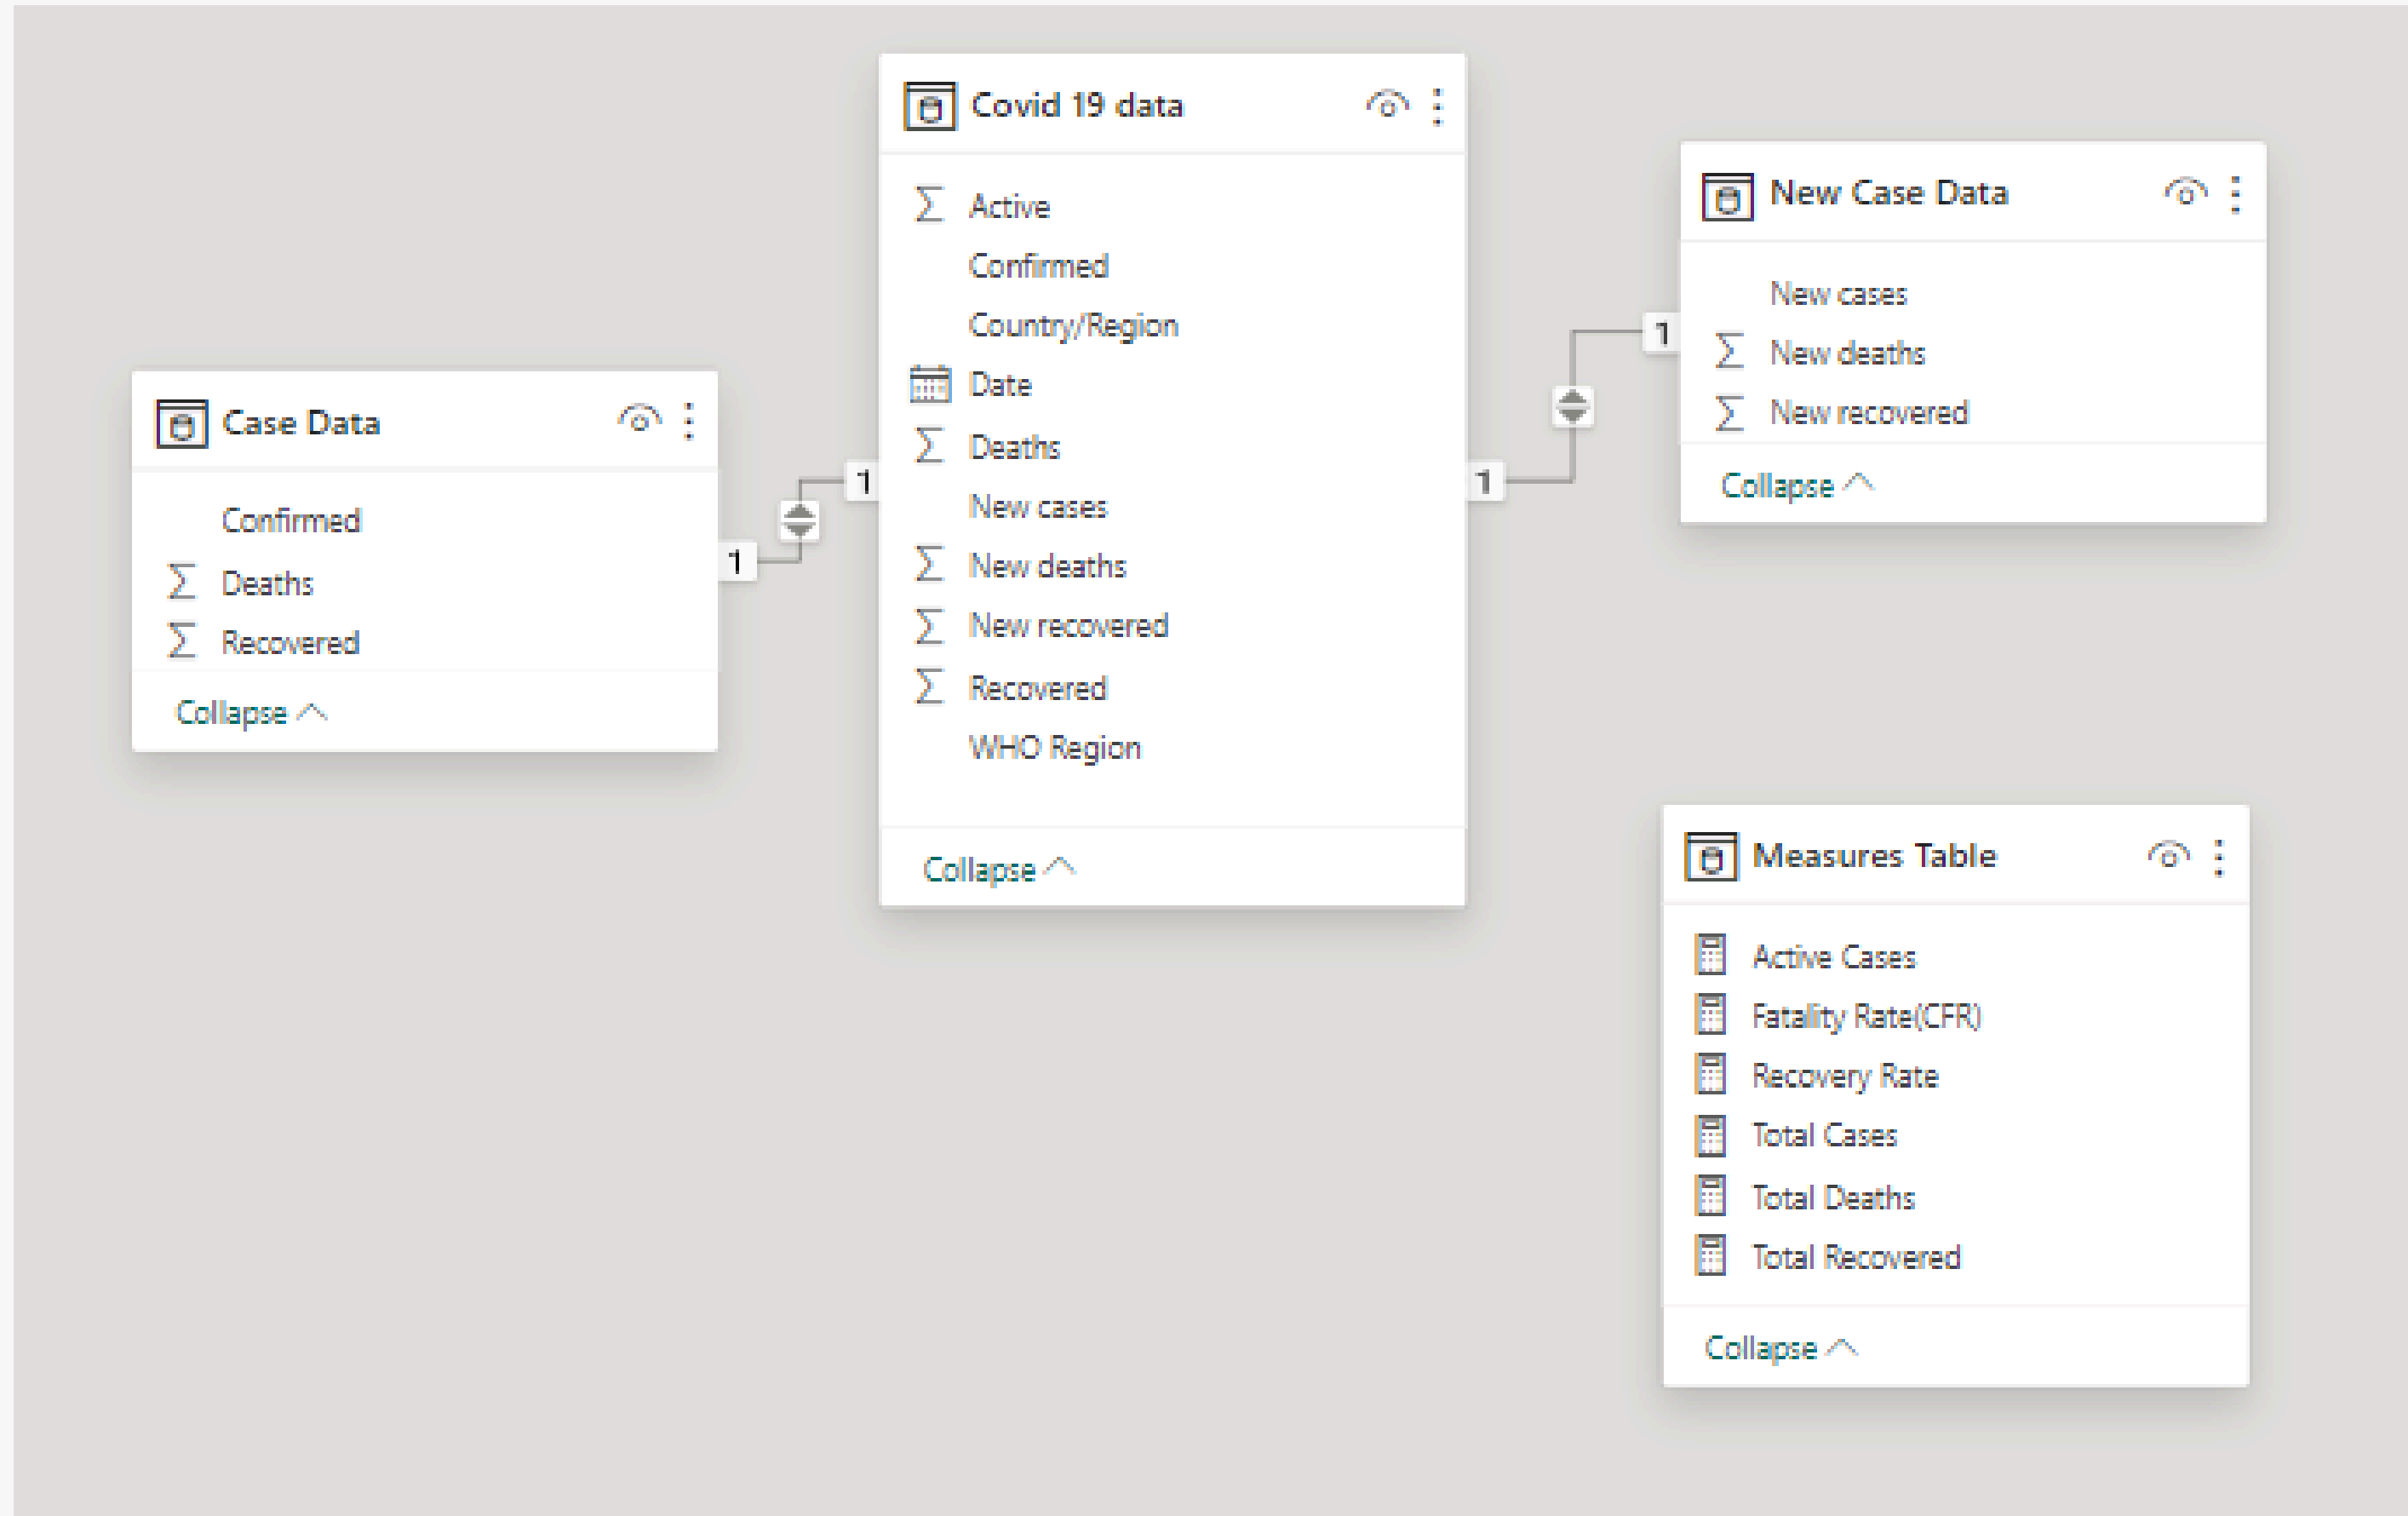 Case Data
Confirmed
Deaths
Recovered
Collapse
1
1
Covid 19 data
Active
Confirmed
Country/Region
Date
Deaths
New cases
New deaths
New recovered
Recovered
WHO Region
Collapse
1
1
New Case Data
New cases
New deaths
New recovered
Collapse
Measures Table
Active Cases
Fatality Rate(CFR)
Recovery Rate
Total Cases
Total Deaths
Total Recovered
Collapse